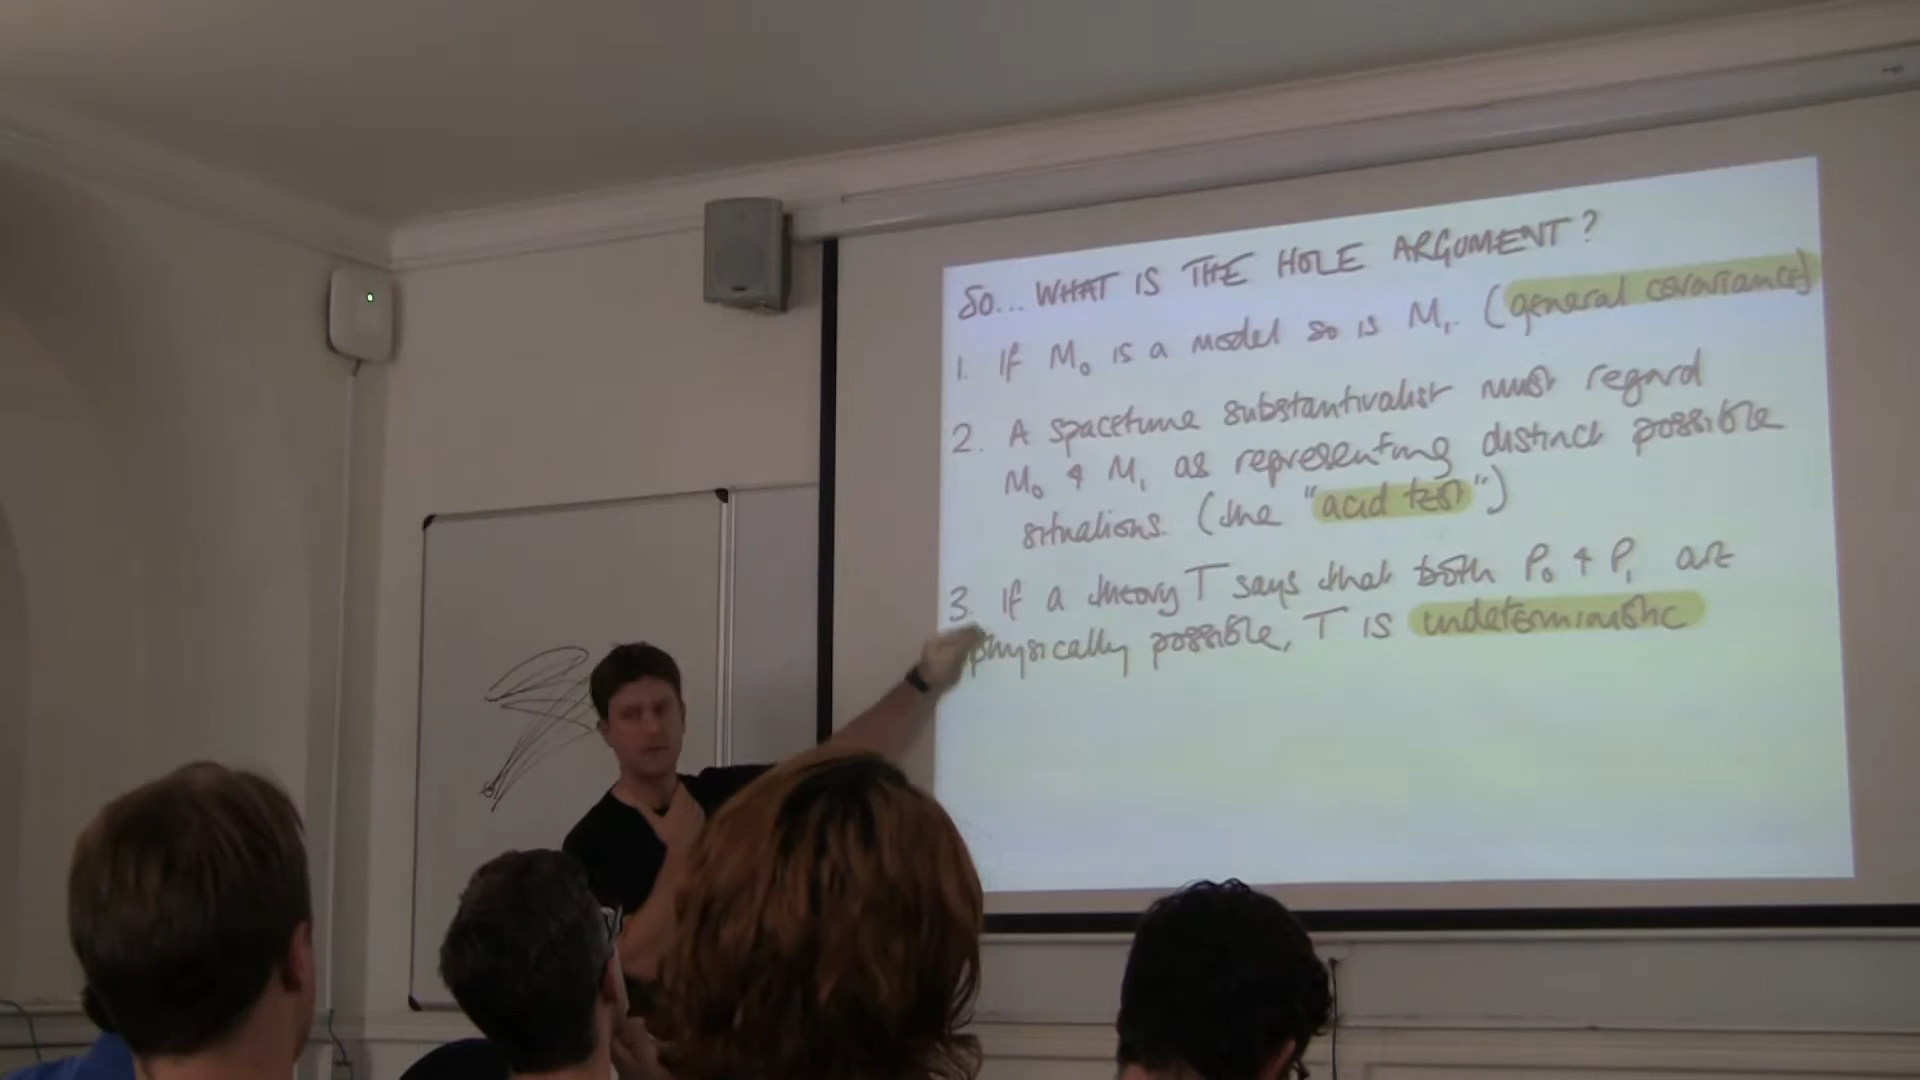 So... WHAT IS THE HOLE ARGUMENT?
1. If M₀ is a model so is M₁. (general covariance)
2. A spacetime substantivalist must regard
M₀ & M₁ as representing distinct possible
situations. (the "acid test")
3. If a theory T says that both P₀ & P₁ are
physically possible, T is indeterministic